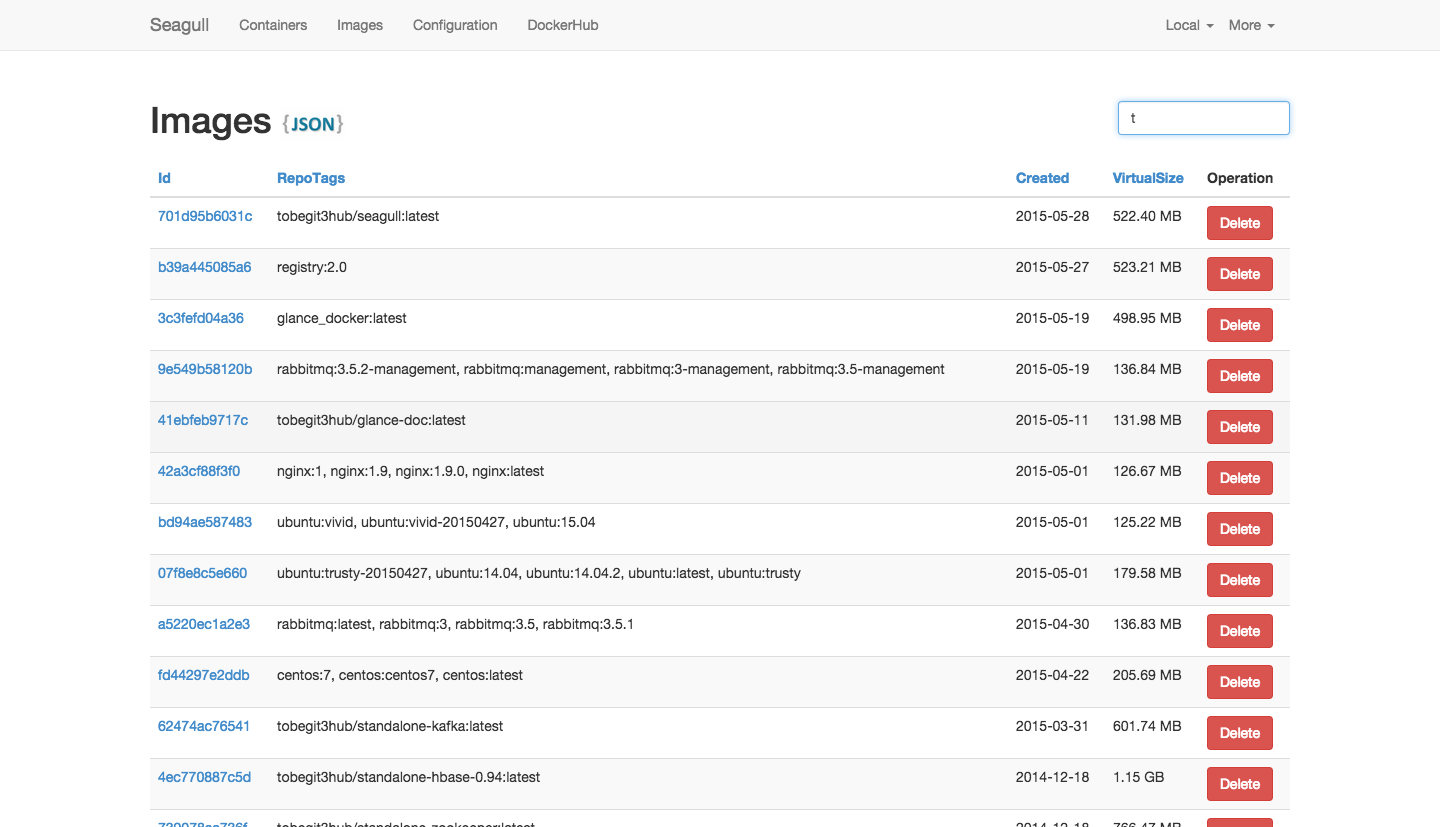 Seagull Containers Images Configuration DockerHub Local More
Images {JSON} t
Id RepoTags Created VirtualSize Operation
701d95b6031c tobegit3hub/seagull:latest 2015-05-28 522.40 MB Delete
b39a445085a6 registry:2.0 2015-05-27 523.21 MB Delete
3c3fefd04a36 glance_docker:latest 2015-05-19 498.95 MB Delete
9e549b58120b rabbitmq:3.5.2-management, rabbitmq:management, rabbitmq:3-management, rabbitmq:3.5-management 2015-05-19 136.84 MB Delete
41ebfeb9717c tobegit3hub/glance-doc:latest 2015-05-11 131.98 MB Delete
42a3cf88f3f0 nginx:1, nginx:1.9, nginx:1.9.0, nginx:latest 2015-05-01 126.67 MB Delete
bd94ae587483 ubuntu:vivid, ubuntu:vivid-20150427, ubuntu:15.04 2015-05-01 125.22 MB Delete
07f8e8c5e660 ubuntu:trusty-20150427, ubuntu:14.04, ubuntu:14.04.2, ubuntu:latest, ubuntu:trusty 2015-05-01 179.58 MB Delete
a5220ec1a2e3 rabbitmq:latest, rabbitmq:3, rabbitmq:3.5, rabbitmq:3.5.1 2015-04-30 136.83 MB Delete
fd44297e2ddb centos:7, centos:centos7, centos:latest 2015-04-22 205.69 MB Delete
62474ac76541 tobegit3hub/standalone-kafka:latest 2015-03-31 601.74 MB Delete
4ec770887c5d tobegit3hub/standalone-hbase-0.94:latest 2014-12-18 1.15 GB Delete
tobegit3hub/standalone-zookeeper:latest 2014-12-18 766.47 MB